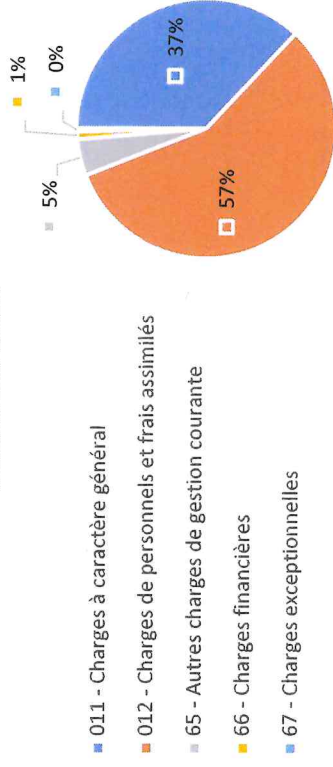 011 - Charges à caractère général
012 - Charges de personnels et frais assimilés
65 - Autres charges de gestion courante
66 - Charges financières
67 - Charges exceptionnelles
1%
0%
5%
37%
57%